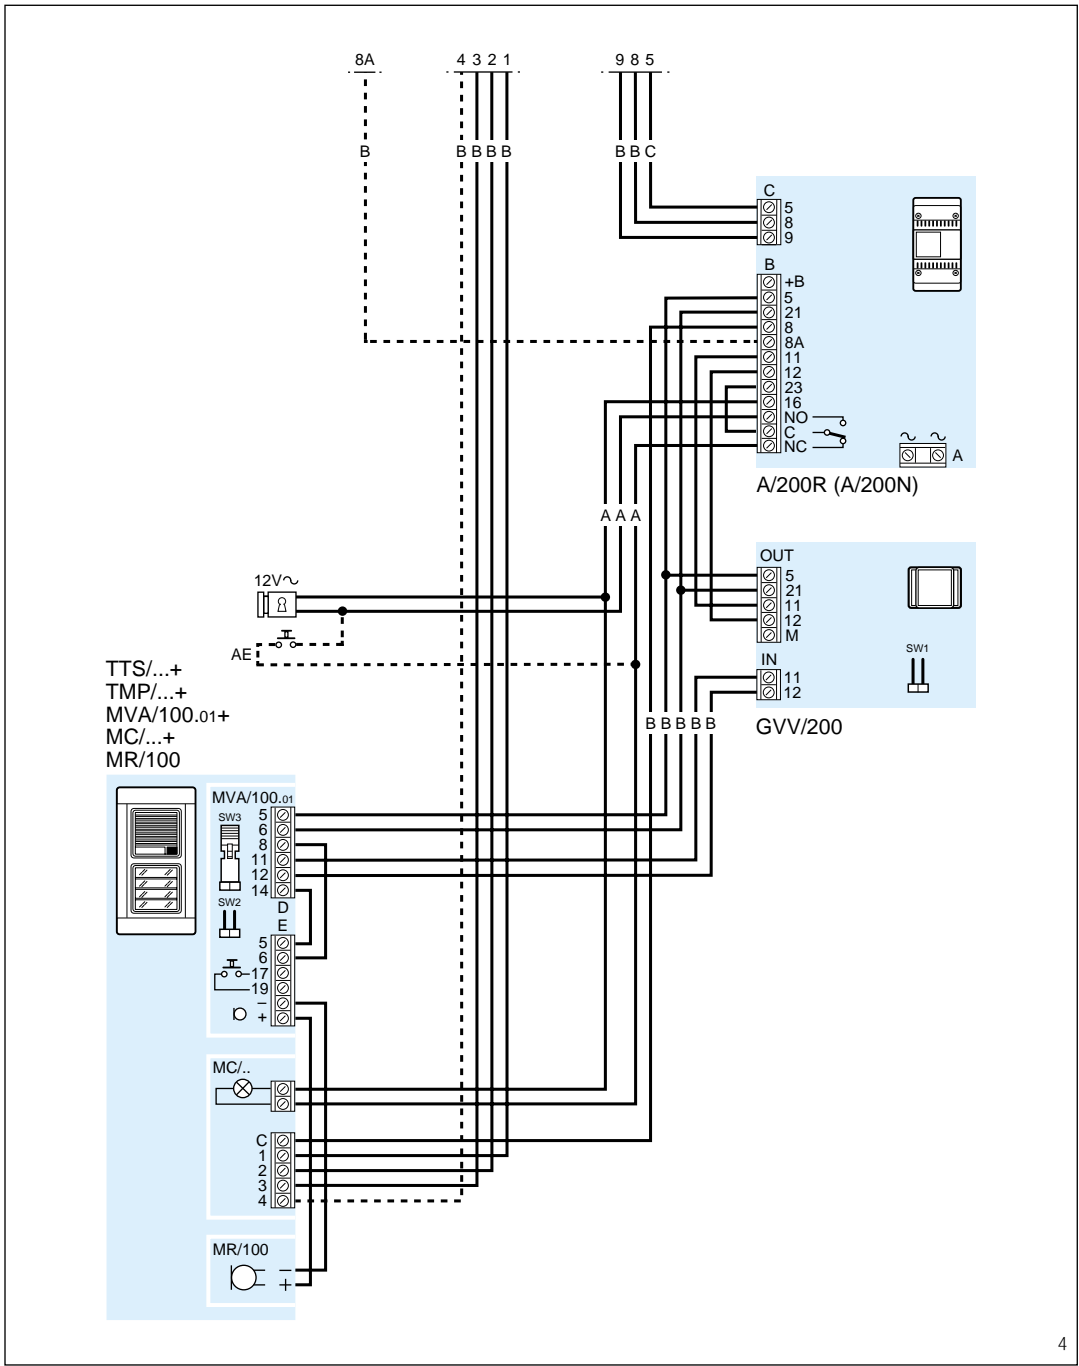 8A
4 3 2 1
9 8 5
B
B B B B
B B C
C
5
8
9
B
+B
5
21
8
8A
11
12
23
16
NO
C
NC
A
A/200R (A/200N)
A A A
OUT
5
21
11
12
M
IN
11
12
SW1
GVV/200
12V~
AE
B B B B B
TTS/...+
TMP/...+
MVA/100.01+
MC/...+
MR/100
MVA/100.01
SW3
5
6
8
11
12
14
D
SW2
E
5
6
17
19
–
+
MC/..
C
1
2
3
4
MR/100
–
+
4